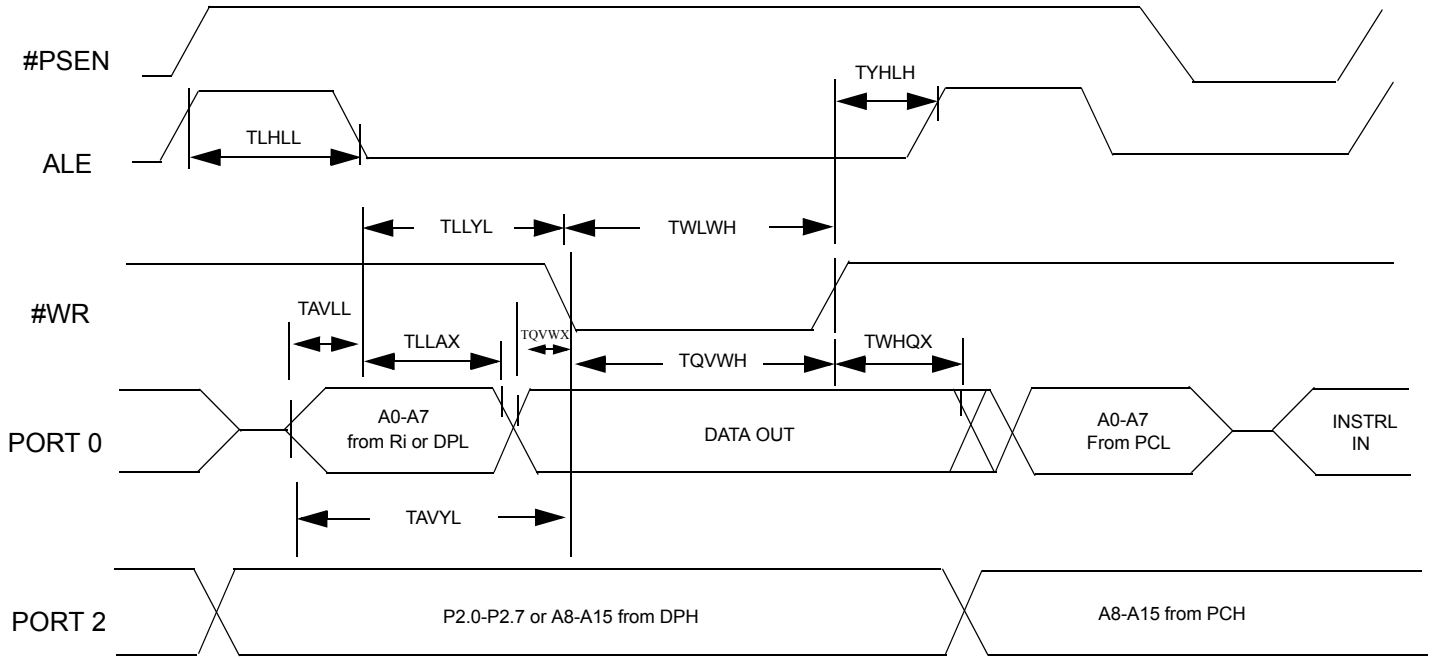 #PSEN
TYHLH
TLHLL
ALE
TLLYL
TWLWH
#WR
TAVLL
TLLAX
TQVWX
TQVWH
TWHQX
PORT 0
A0-A7
from Ri or DPL
DATA OUT
A0-A7
From PCL
INSTRL
IN
TAVYL
PORT 2
P2.0-P2.7 or A8-A15 from DPH
A8-A15 from PCH